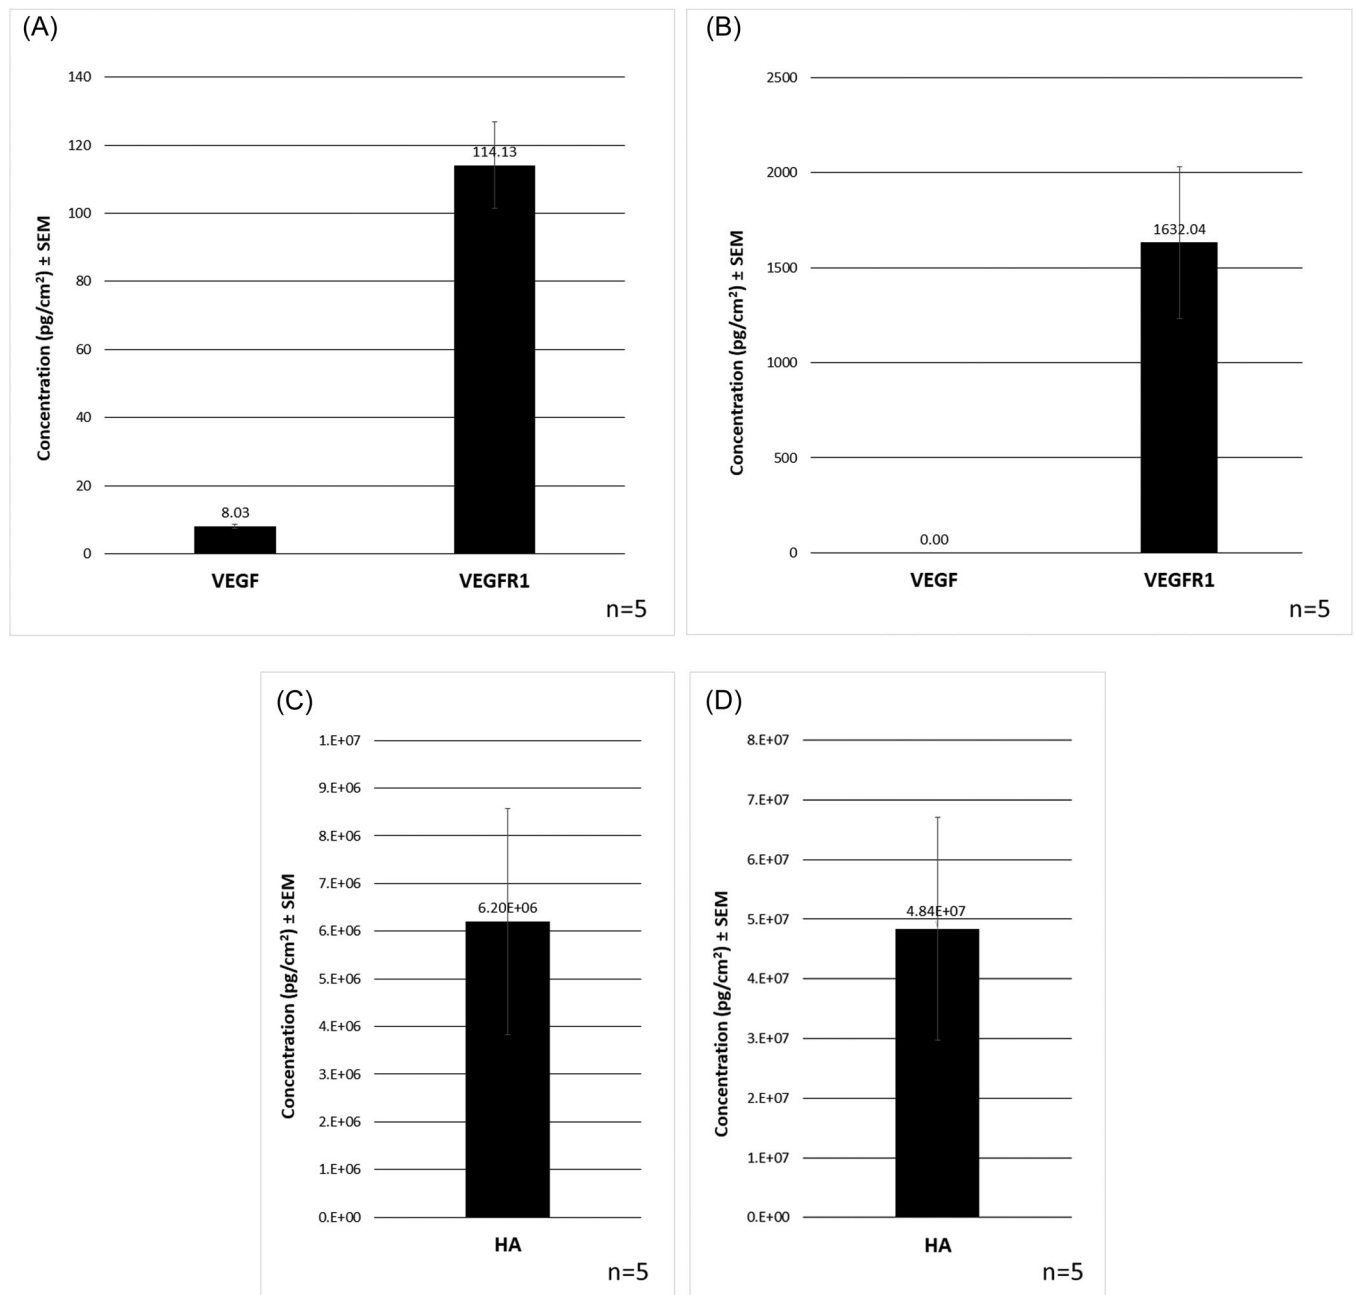 (A)
140
120
100
80
60
40
20
0
Concentration (pg/cm²) ± SEM
8.03
114.13
VEGF
VEGFR1
n=5
(B)
2500
2000
1500
1000
500
0
Concentration (pg/cm²) ± SEM
0.00
1632.04
VEGF
VEGFR1
n=5
(C)
1.E+07
9.E+06
8.E+06
7.E+06
6.E+06
5.E+06
4.E+06
3.E+06
2.E+06
1.E+06
0.E+00
Concentration (pg/cm²) ± SEM
6.20E+06
HA
n=5
(D)
8.E+07
7.E+07
6.E+07
5.E+07
4.E+07
3.E+07
2.E+07
1.E+07
0.E+00
Concentration (pg/cm²) ± SEM
4.84E+07
HA
n=5